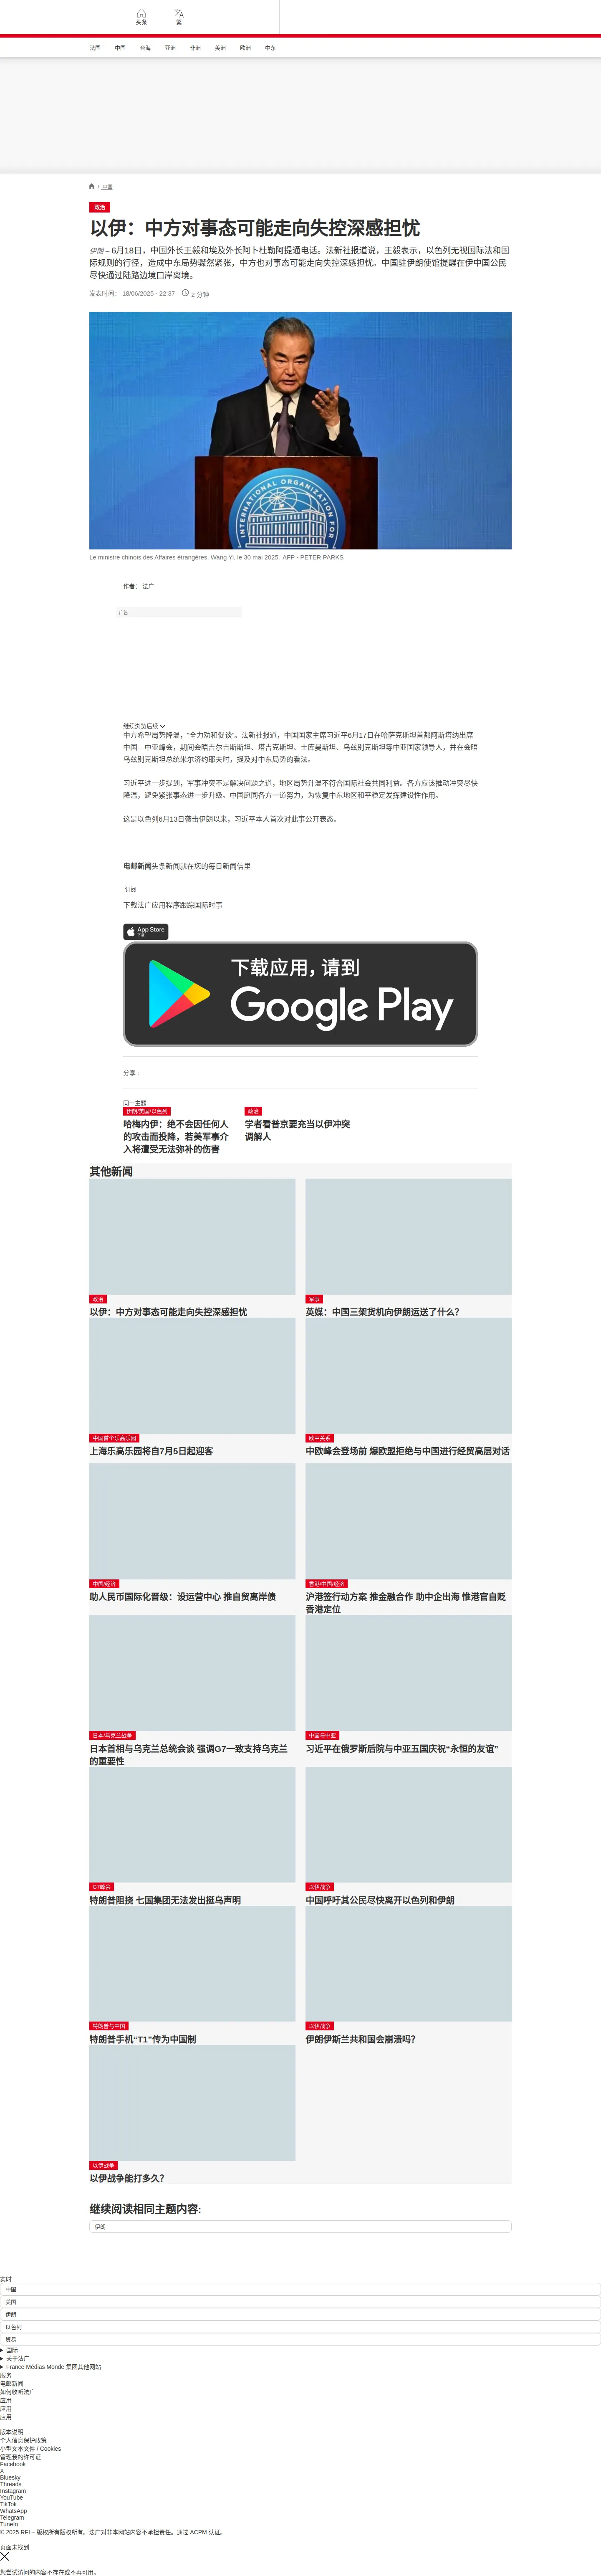 头条
繁
法国 中国 台海 亚洲 非洲 美洲 欧洲 中东
/ 中国
政治
以伊：中方对事态可能走向失控深感担忧
伊朗 – 6月18日，中国外长王毅和埃及外长阿卜杜勒阿提通电话。法新社报道说，王毅表示，以色列无视国际法和国
际规则的行径，造成中东局势骤然紧张，中方也对事态可能走向失控深感担忧。中国驻伊朗使馆提醒在伊中国公民
尽快通过陆路边境口岸离境。
发表时间： 18/06/2025 - 22:37 2 分钟
INTERNATIONAL ORGANIZATION FOR
Le ministre chinois des Affaires étrangères, Wang Yi, le 30 mai 2025. AFP - PETER PARKS
作者： 法广
广告
继续浏览后续
中方希望局势降温，“全力劝和促谈”。法新社报道，中国国家主席习近平6月17日在哈萨克斯坦首都阿斯塔纳出席
中国—中亚峰会，期间会晤吉尔吉斯斯坦、塔吉克斯坦、土库曼斯坦、乌兹别克斯坦等中亚国家领导人，并在会晤
乌兹别克斯坦总统米尔济约耶夫时，提及对中东局势的看法。
习近平进一步提到，军事冲突不是解决问题之道，地区局势升温不符合国际社会共同利益。各方应该推动冲突尽快
降温，避免紧张事态进一步升级。中国愿同各方一道努力，为恢复中东地区和平稳定发挥建设性作用。
这是以色列6月13日袭击伊朗以来，习近平本人首次对此事公开表态。
电邮新闻头条新闻就在您的每日新闻信里
订阅
下载法广应用程序跟踪国际时事
App Store
下载
下载应用，请到
Google Play
分享 :
同一主题
伊朗/美国/以色列
哈梅内伊：绝不会因任何人
的攻击而投降，若美军事介
入将遭受无法弥补的伤害
政治
学者看普京要充当以伊冲突
调解人
其他新闻
政治
以伊：中方对事态可能走向失控深感担忧
军事
英媒：中国三架货机向伊朗运送了什么？
中国首个乐高乐园
上海乐高乐园将自7月5日起迎客
欧中关系
中欧峰会登场前 爆欧盟拒绝与中国进行经贸高层对话
中国/经济
助人民币国际化晋级：设运营中心 推自贸离岸债
香港/中国/经济
沪港签行动方案 推金融合作 助中企出海 惟港官自贬
香港定位
日本/乌克兰战争
日本首相与乌克兰总统会谈 强调G7一致支持乌克兰
的重要性
中国与中亚
习近平在俄罗斯后院与中亚五国庆祝“永恒的友谊”
G7峰会
特朗普阻挠 七国集团无法发出挺乌声明
以伊战争
中国呼吁其公民尽快离开以色列和伊朗
特朗普与中国
特朗普手机“T1”传为中国制
以伊战争
伊朗伊斯兰共和国会崩溃吗？
以伊战争
以伊战争能打多久？
继续阅读相同主题内容:
伊朗
实时
中国
美国
伊朗
以色列
贸易
国际
关于法广
France Médias Monde 集团其他网站
服务
电邮新闻
如何收听法广
应用
应用
应用
版本说明
个人信息保护政策
小型文本文件 / Cookies
管理我的许可证
Facebook
X
Bluesky
Threads
Instagram
YouTube
TikTok
WhatsApp
Telegram
TuneIn
© 2025 RFI – 版权所有版权所有。法广对非本网站内容不承担责任。通过 ACPM 认证。
页面未找到
您尝试访问的内容不存在或不再可用。